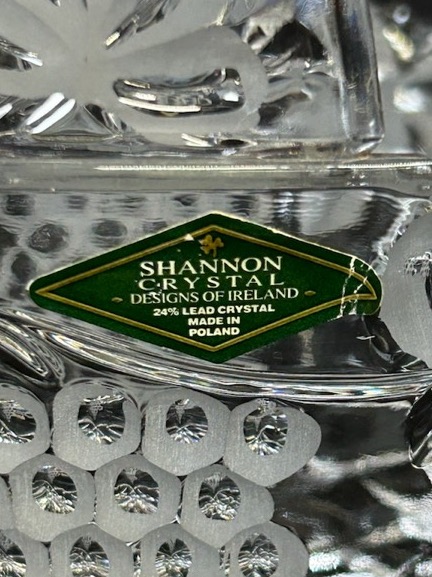 SHANNON
CRYSTAL
DESIGNS OF IRELAND
24% LEAD CRYSTAL
MADE IN
POLAND